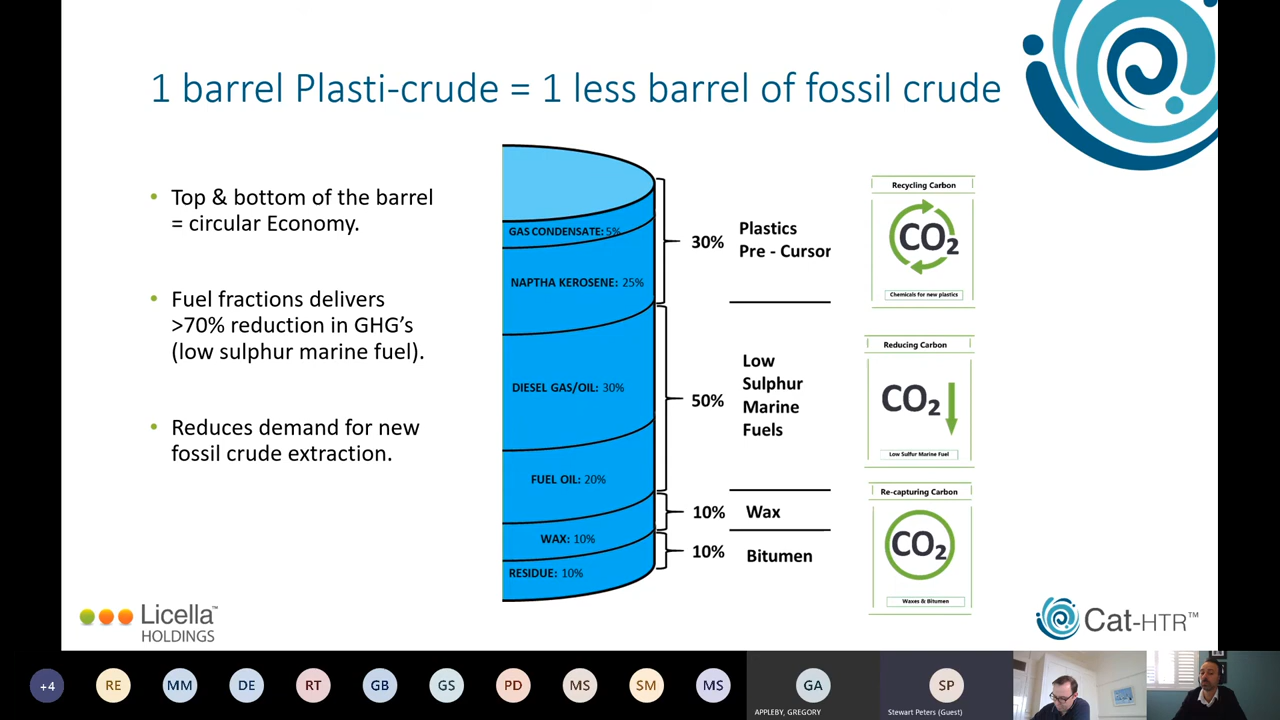 1 barrel Plasti-crude = 1 less barrel of fossil crude
• Top & bottom of the barrel
= circular Economy.
• Fuel fractions delivers
>70% reduction in GHG's
(low sulphur marine fuel).
• Reduces demand for new
fossil crude extraction.
GAS CONDENSATE: 5%
NAPTHA KEROSENE: 25%
DIESEL GAS/OIL: 30%
FUEL OIL: 20%
WAX: 10%
RESIDUE: 10%
30%
Plastics
Pre - Cursor
50%
Low
Sulphur
Marine
Fuels
10%
Wax
10%
Bitumen
Recycling Carbon
CO2
Chemicals for new plastics
Reducing Carbon
CO2
Low Sulfur Marine Fuel
Re-capturing Carbon
CO2
Waxes & Bitumen
Licella™
HOLDINGS
Cat-HTR™
+4
RE
MM
DE
RT
GB
GS
PD
MS
SM
MS
GA
APPLEBY, GREGORY
SP
Stewart Peters (Guest)